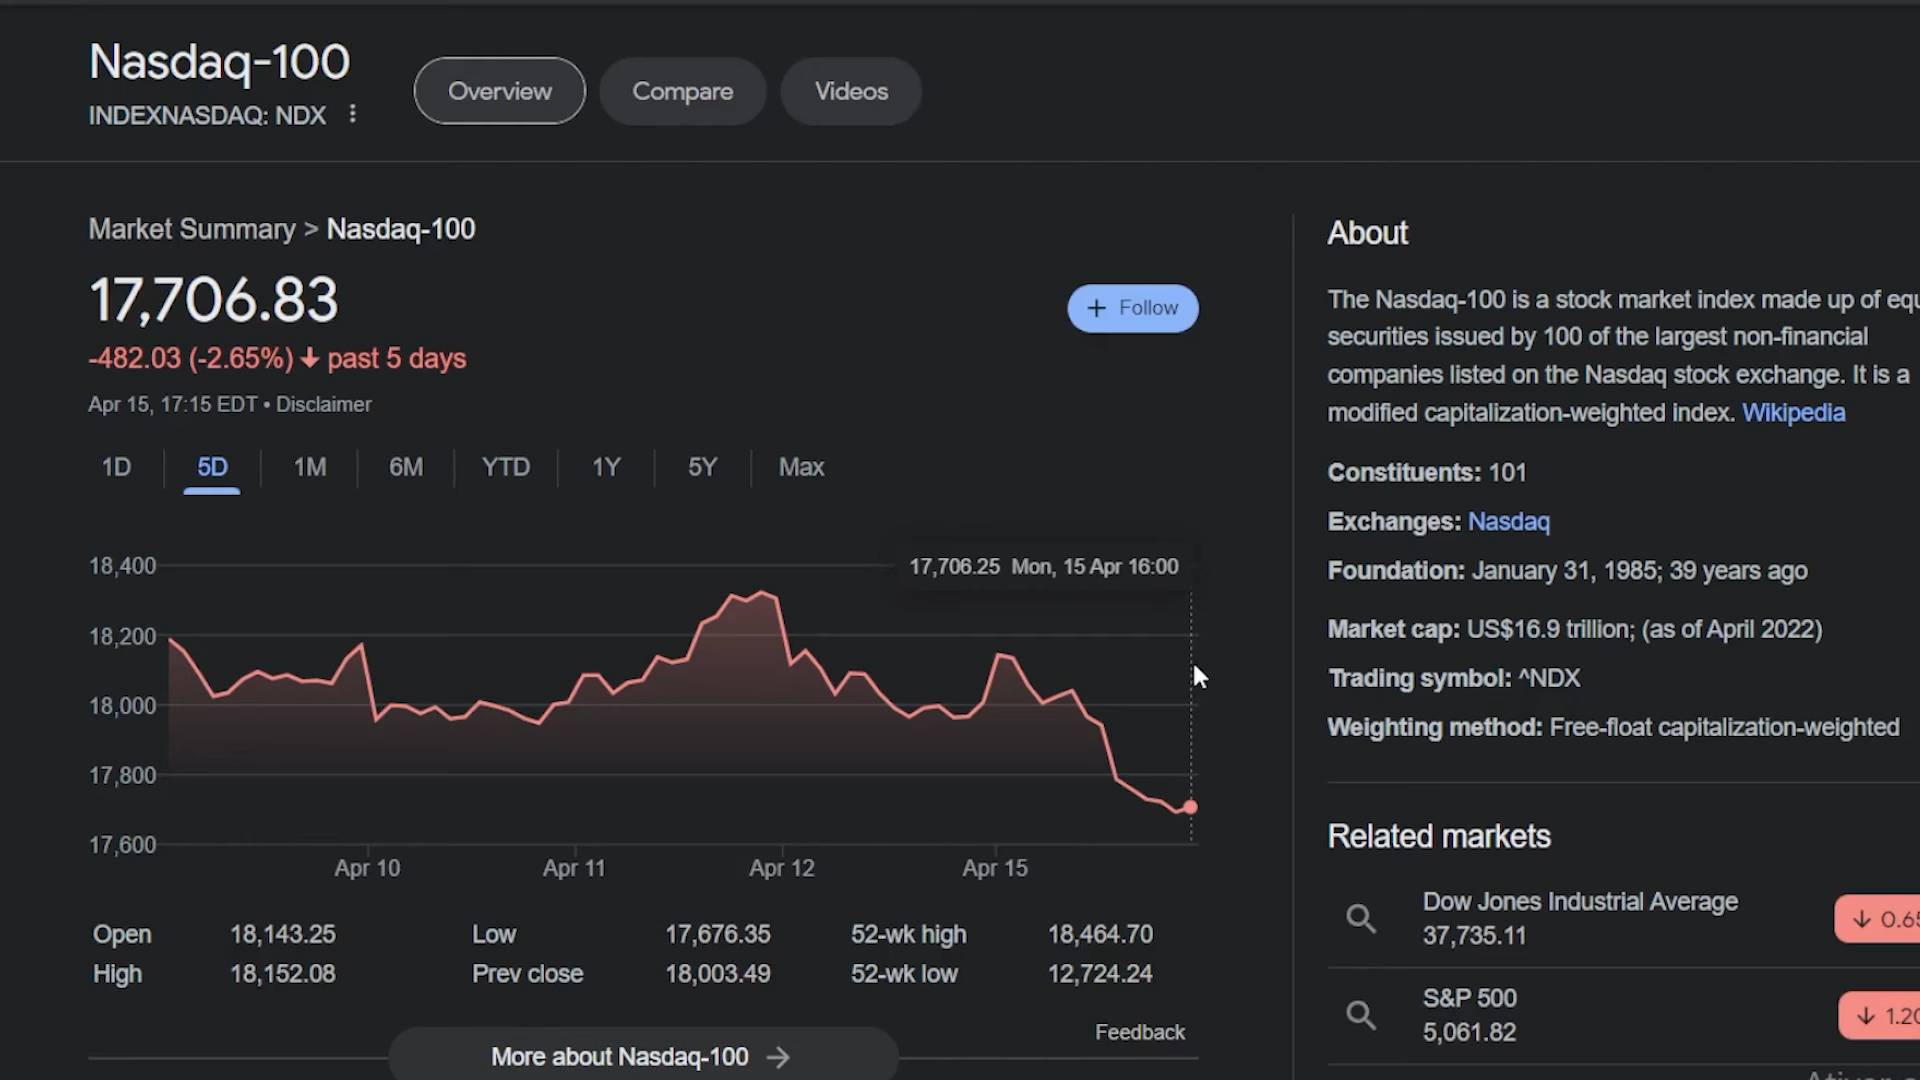 Nasdaq-100
INDEXNASDAQ: NDX
Overview
Compare
Videos
Market Summary > Nasdaq-100
17,706.83
-482.03 (-2.65%) ↓ past 5 days
Apr 15, 17:15 EDT • Disclaimer
+ Follow
1D 5D 1M 6M YTD 1Y 5Y Max
17,706.25 Mon, 15 Apr 16:00
18,400
18,200
18,000
17,800
17,600
Apr 10 Apr 11 Apr 12 Apr 15
Open 18,143.25 Low 17,676.35 52-wk high 18,464.70
High 18,152.08 Prev close 18,003.49 52-wk low 12,724.24
Feedback
More about Nasdaq-100 →
About
The Nasdaq-100 is a stock market index made up of equ
securities issued by 100 of the largest non-financial
companies listed on the Nasdaq stock exchange. It is a
modified capitalization-weighted index. Wikipedia
Constituents: 101
Exchanges: Nasdaq
Foundation: January 31, 1985; 39 years ago
Market cap: US$16.9 trillion; (as of April 2022)
Trading symbol: ^NDX
Weighting method: Free-float capitalization-weighted
Related markets
Dow Jones Industrial Average
37,735.11
↓ 0.65
S&P 500
5,061.82
↓ 1.20